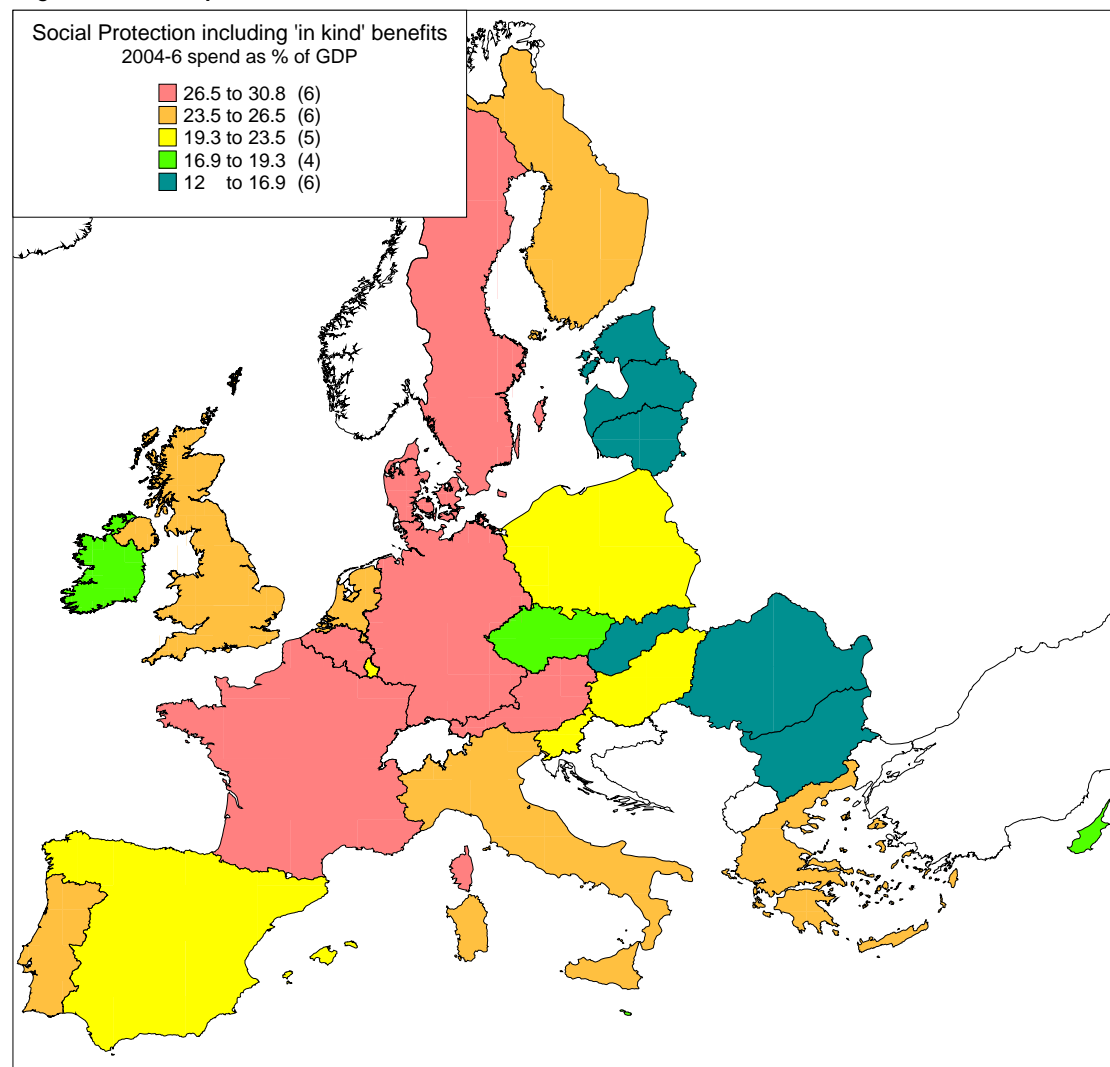 Social Protection including 'in kind' benefits
2004-6 spend as % of GDP
26.5 to 30.8 (6)
23.5 to 26.5 (6)
19.3 to 23.5 (5)
16.9 to 19.3 (4)
12 to 16.9 (6)